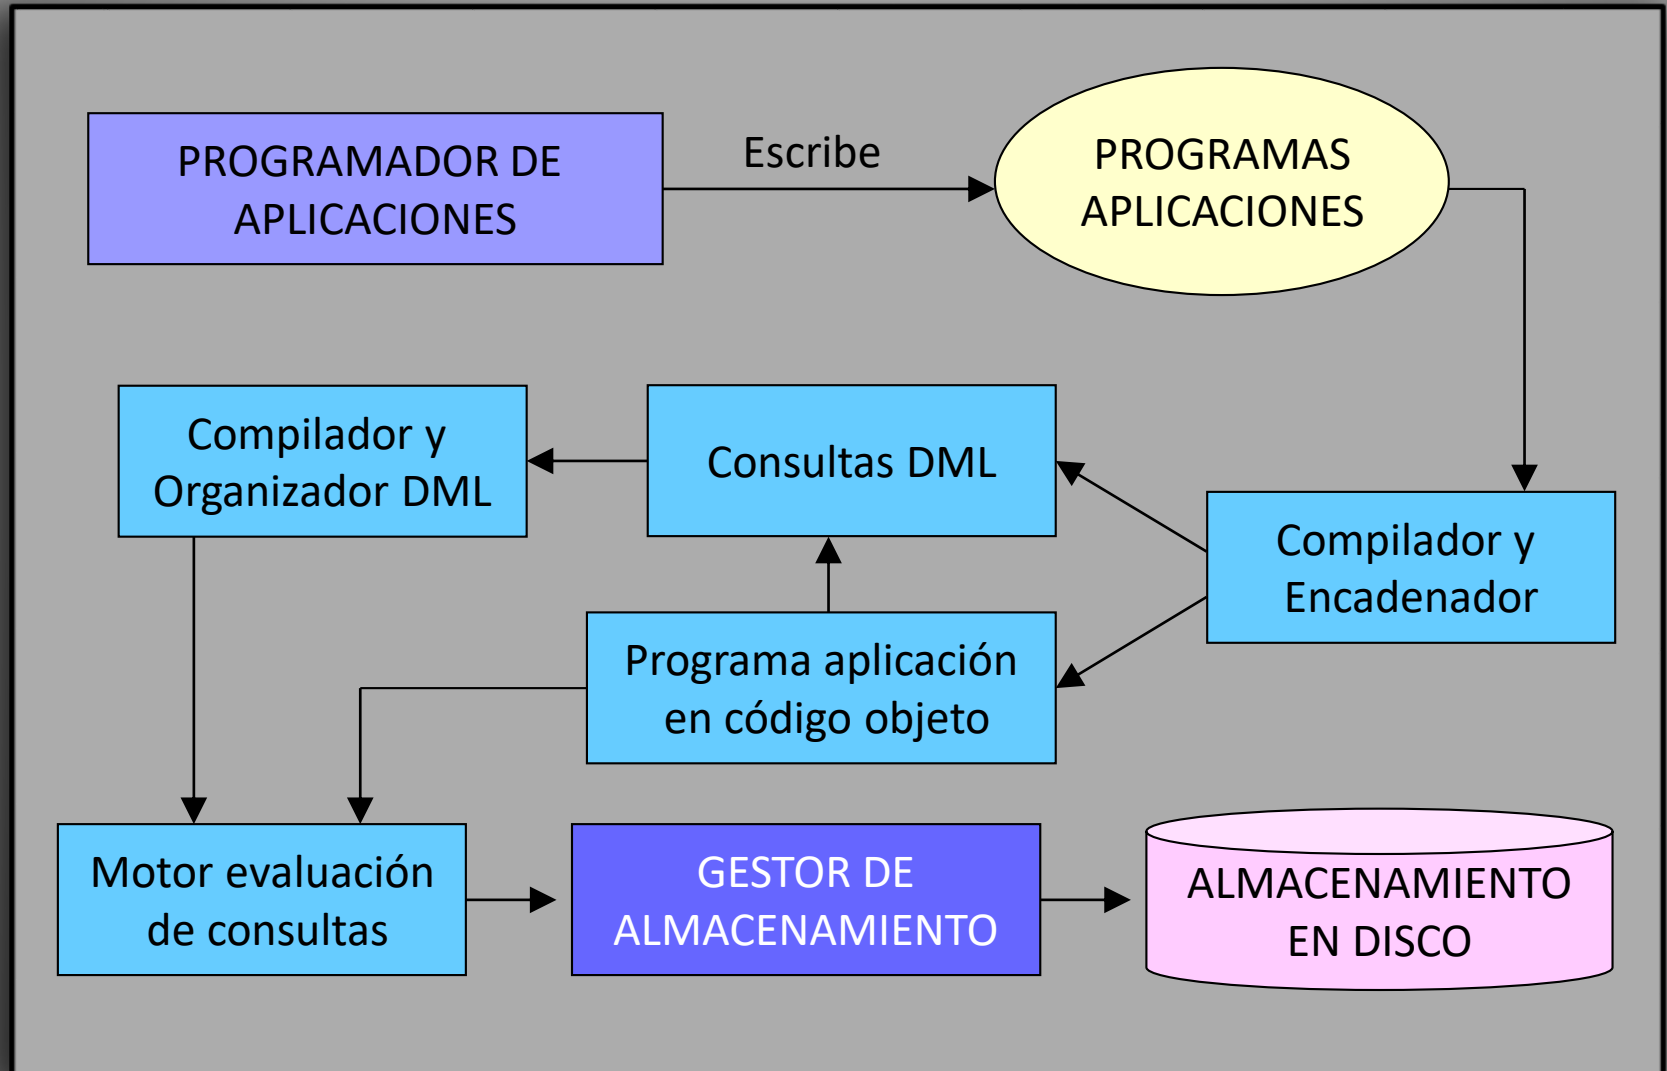 PROGRAMADOR DE
APLICACIONES
Escribe
PROGRAMAS
APLICACIONES
Compilador y
Organizador DML
Consultas DML
Compilador y
Encadenador
Programa aplicación
en código objeto
Motor evaluación
de consultas
GESTOR DE
ALMACENAMIENTO
ALMACENAMIENTO
EN DISCO